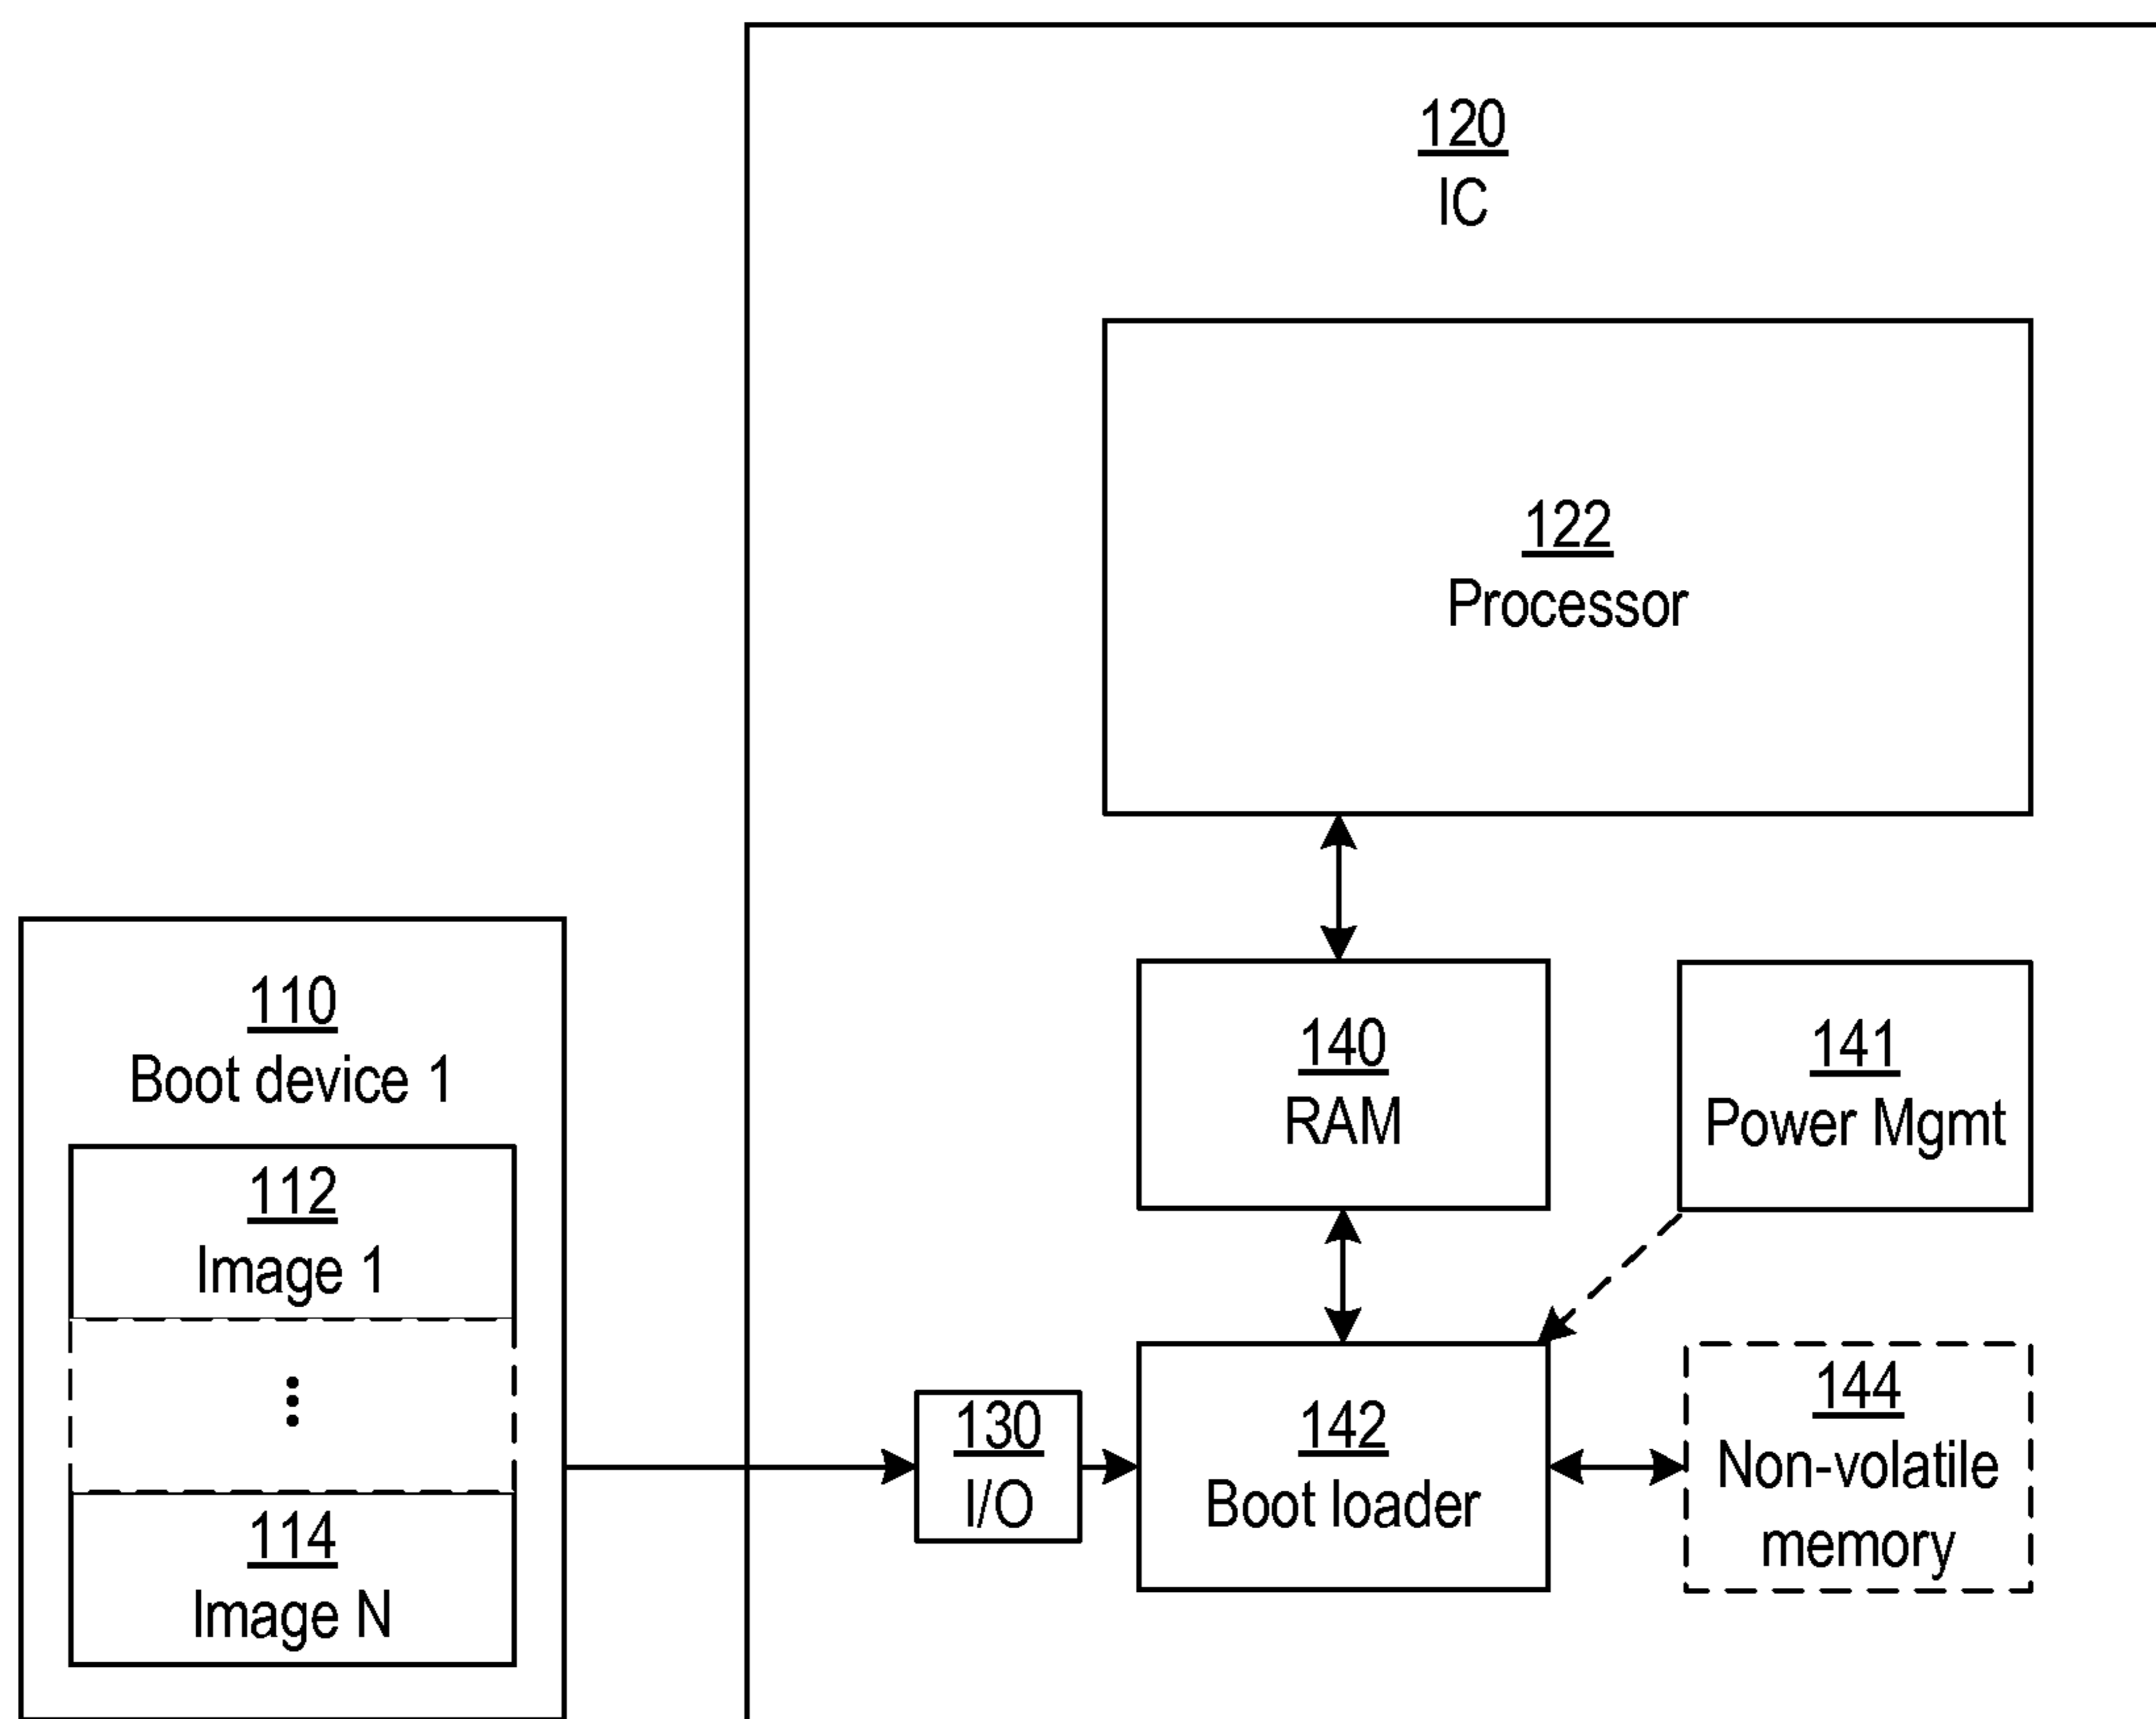 120
IC
122
Processor
110
Boot device 1
112
Image 1
114
Image N
140
RAM
141
Power Mgmt
130
I/O
142
Boot loader
144
Non-volatile
memory